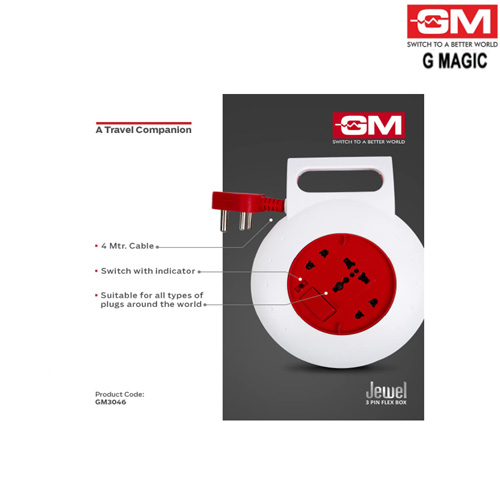 GM
SWITCH TO A BETTER WORLD
G MAGIC
A Travel Companion
GM
SWITCH TO A BETTER WORLD
4 Mtr. Cable
Switch with indicator
Suitable for all types of
plugs around the world
Product Code:
GM3046
Jewel
3 PIN FLEX BOX